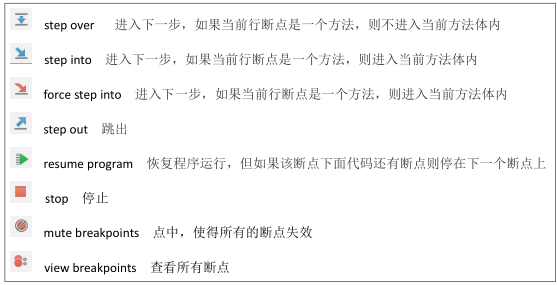 step over 进入下一步，如果当前行断点是一个方法，则不进入当前方法体内
step into 进入下一步，如果当前行断点是一个方法，则进入当前方法体内
force step into 进入下一步，如果当前行断点是一个方法，则进入当前方法体内
step out 跳出
resume program 恢复程序运行，但如果该断点下面代码还有断点则停在下一个断点上
stop 停止
mute breakpoints 点中，使得所有的断点失效
view breakpoints 查看所有断点